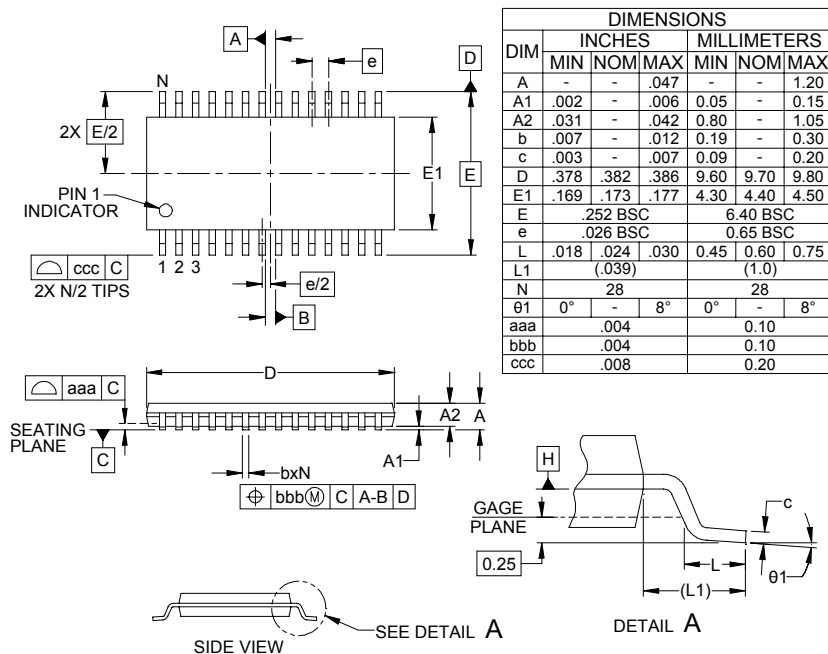 A
e
D
N
2X E/2
E1
E
PIN 1
INDICATOR
ccc C
2X N/2 TIPS
1 2 3
e/2
B
DIMENSIONS
DIM INCHES MILLIMETERS
MIN NOM MAX MIN NOM MAX
A - - .047 - - 1.20
A1 .002 - .006 0.05 - 0.15
A2 .031 - .042 0.80 - 1.05
b .007 - .012 0.19 - 0.30
c .003 - .007 0.09 - 0.20
D .378 .382 .386 9.60 9.70 9.80
E1 .169 .173 .177 4.30 4.40 4.50
E .252 BSC 6.40 BSC
e .026 BSC 0.65 BSC
L .018 .024 .030 0.45 0.60 0.75
L1 (.039) (1.0)
N 28 28
θ1 0° - 8° 0° - 8°
aaa .004 0.10
bbb .004 0.10
ccc .008 0.20
D
aaa C
SEATING
PLANE
C
A2 A
A1
bxN
⌖ bbbⓂ C A-B D
H
GAGE
PLANE
0.25
c
L
(L1)
θ1
DETAIL A
SEE DETAIL A
SIDE VIEW